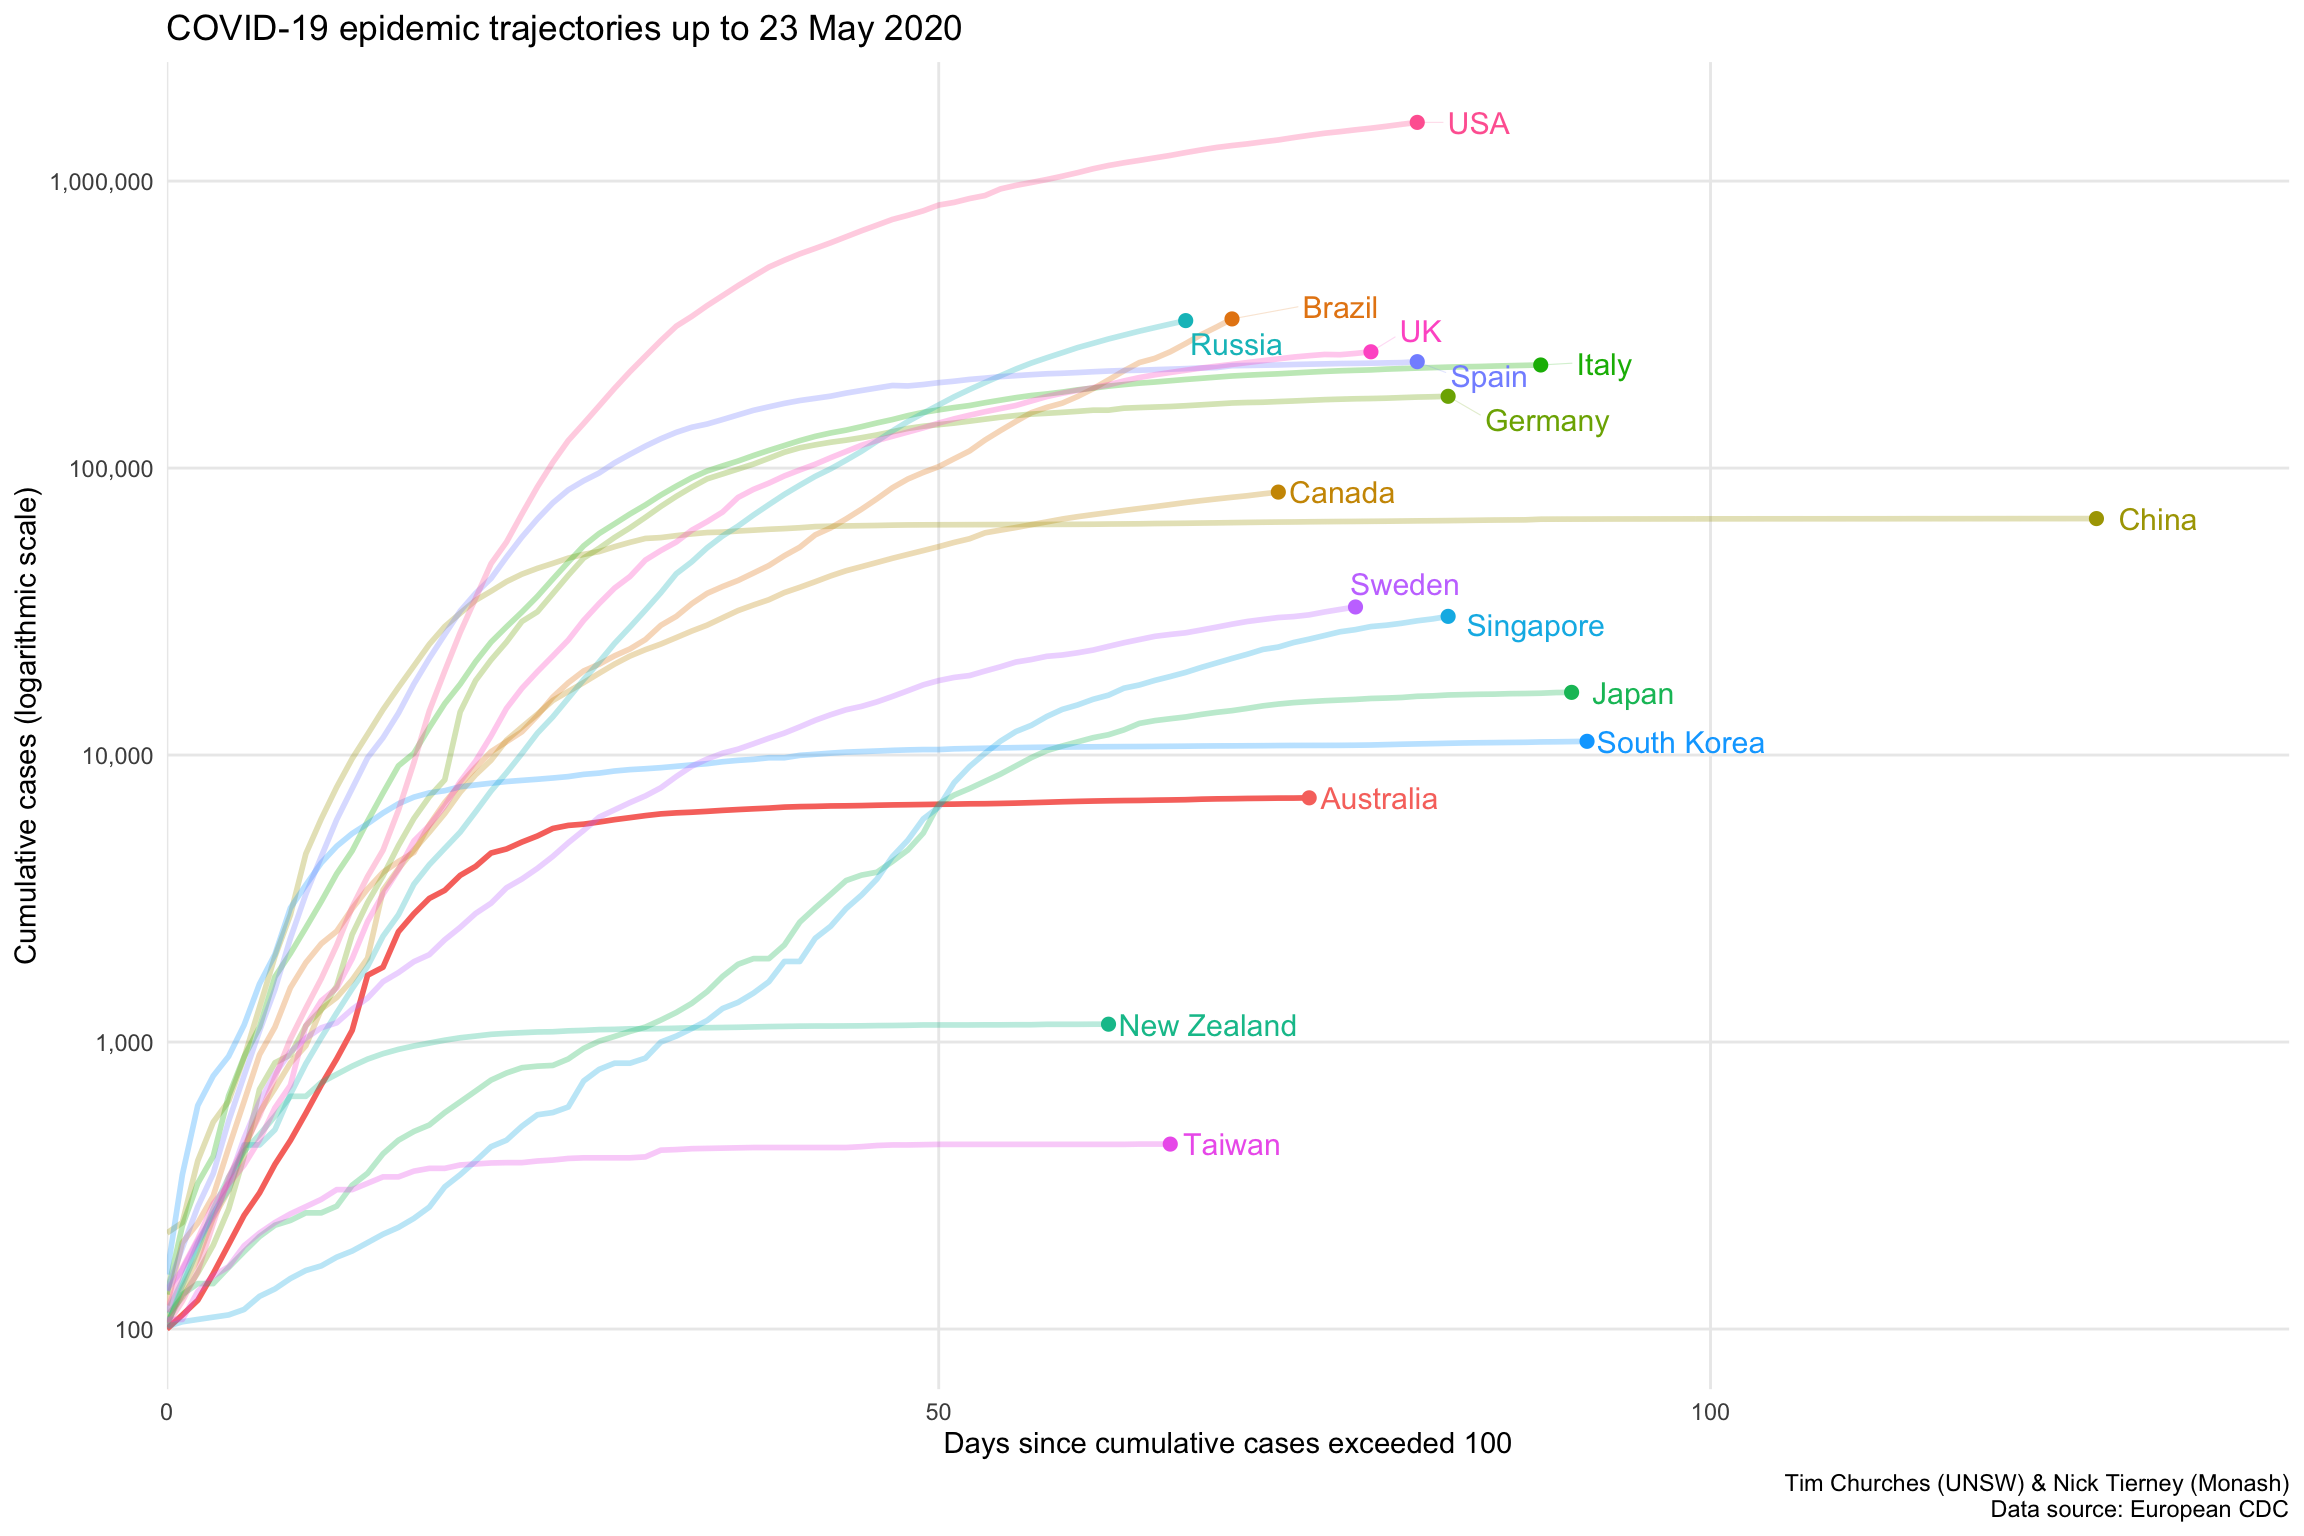 COVID-19 epidemic trajectories up to 23 May 2020
USA
1,000,000
Brazil
UK
Russia
Italy
Spain
Germany
100,000
Canada
China
Sweden
Singapore
Japan
South Korea
10,000
Australia
Cumulative cases (logarithmic scale)
New Zealand
1,000
Taiwan
100
0
50
100
Days since cumulative cases exceeded 100
Tim Churches (UNSW) & Nick Tierney (Monash)
Data source: European CDC